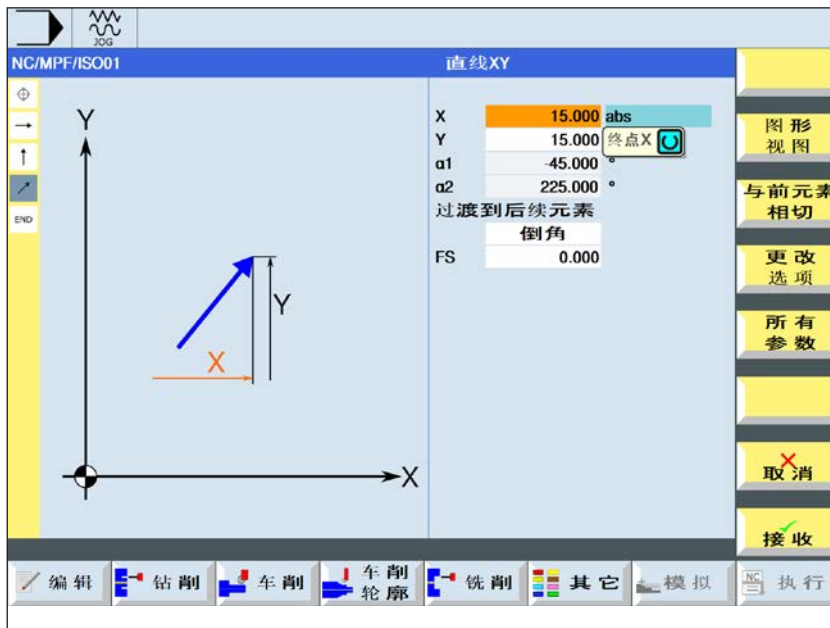 JOG
NC/MPF/ISO01
直线XY
END
Y
X
Y
X
X 15.000 abs
Y 15.000 终点X
α1 -45.000 °
α2 225.000 °
过渡到后续元素
倒角
FS 0.000
图形
视图
与前元素
相切
更改
选项
所有
参数
取消
接收
编辑
钻削
车削
车削
轮廓
铣削
其它
模拟
NC
执行